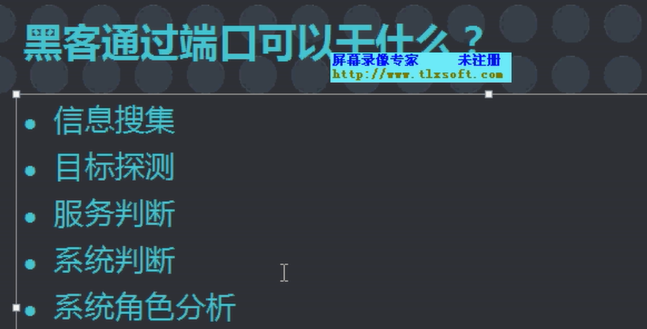 黑客通过端口可以干什么？
屏幕录像专家 未注册
http://www.tlxsoft.com
• 信息搜集
• 目标探测
• 服务判断
• 系统判断
• 系统角色分析